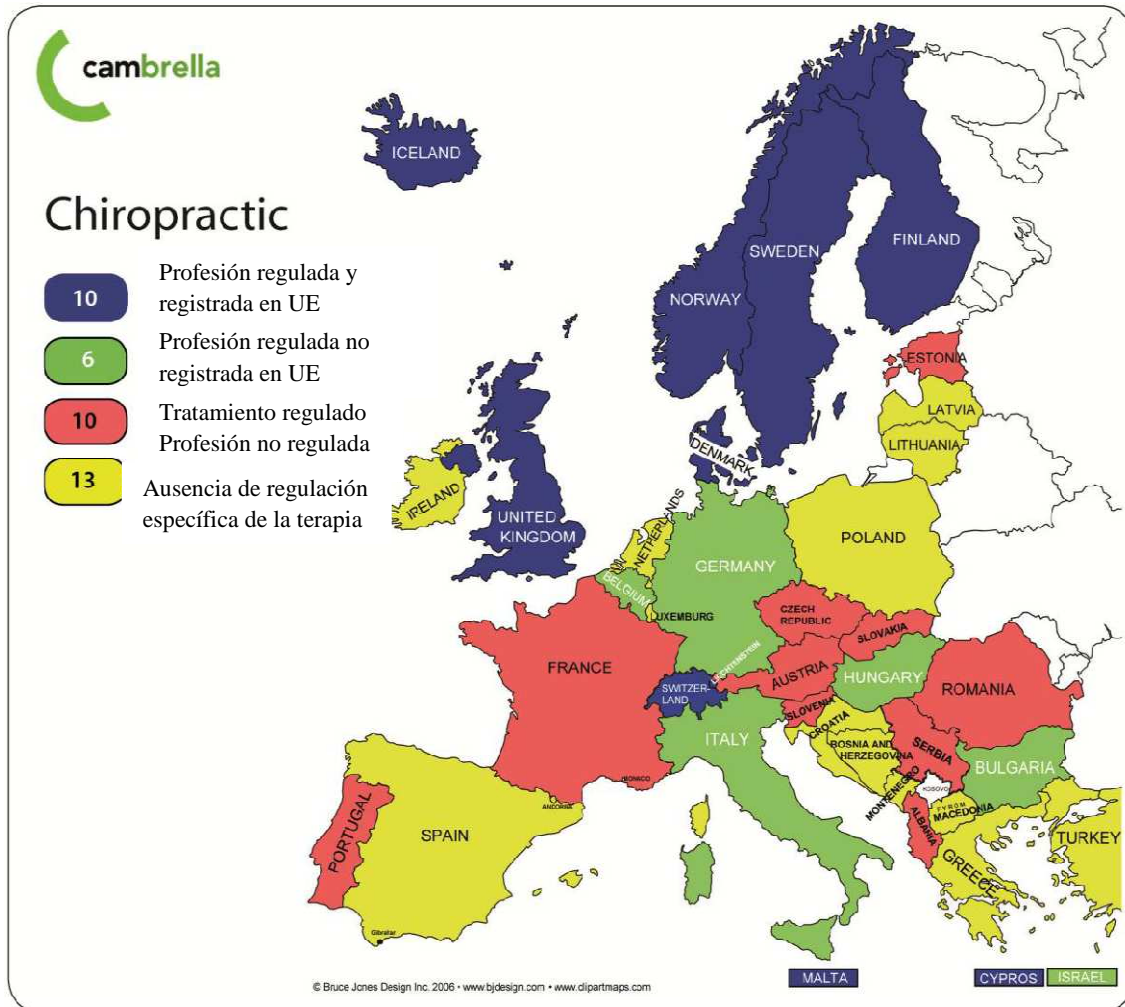 cambrella
Chiropractic
10
Profesión regulada y
registrada en UE
6
Profesión regulada no
registrada en UE
10
Tratamiento regulado
Profesión no regulada
13
Ausencia de regulación
específica de la terapia
ICELAND
NORWAY
SWEDEN
FINLAND
ESTONIA
LATVIA
LITHUANIA
DENMARK
IRELAND
UNITED
KINGDOM
NETHERLANDS
BELGIUM
LUXEMBURG
GERMANY
POLAND
CZECH
REPUBLIC
SLOVAKIA
LIECHTENSTEIN
AUSTRIA
HUNGARY
ROMANIA
FRANCE
SWITZER-
LAND
SLOVENIA
CROATIA
ITALY
BOSNIA AND
HERZEGOVINA
SERBIA
BULGARIA
MONTENEGRO
KOSOVO
FYROM
MACEDONIA
ALBANIA
GREECE
TURKEY
MONICO
ANDORRA
PORTUGAL
SPAIN
Gibraltar
MALTA
CYPROS
ISRAEL
© Bruce Jones Design Inc. 2006 • www.bjdesign.com • www.clipartmaps.com